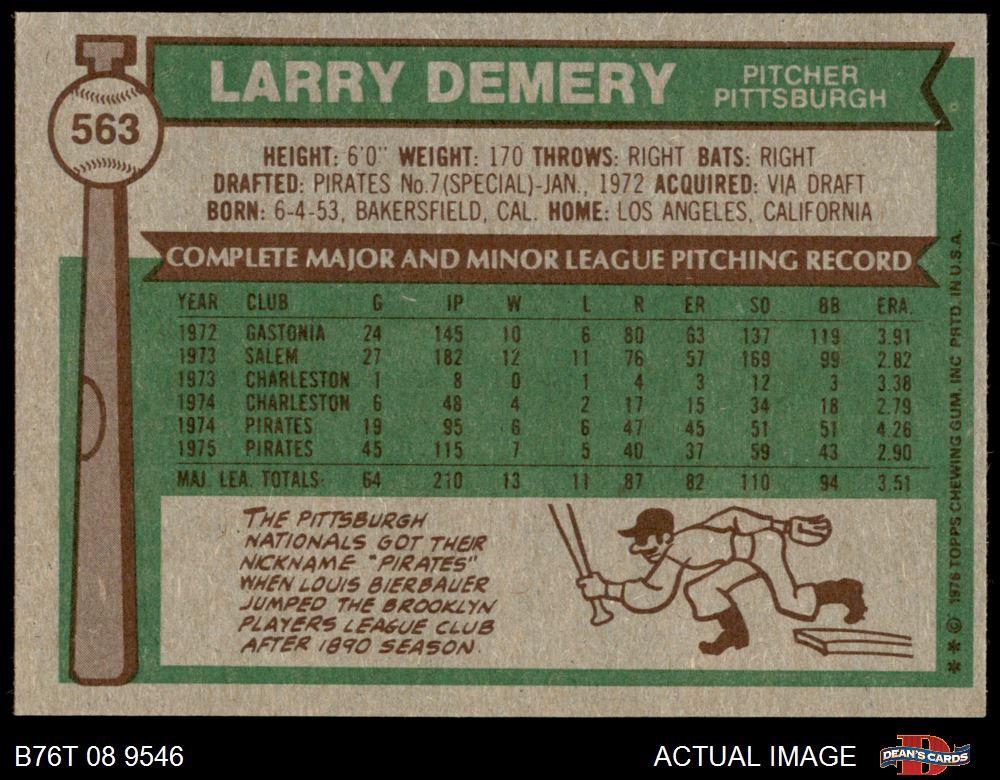 563
LARRY DEMERY
PITCHER
PITTSBURGH
HEIGHT: 6'0" WEIGHT: 170 THROWS: RIGHT BATS: RIGHT
DRAFTED: PIRATES No.7(SPECIAL)-JAN., 1972 ACQUIRED: VIA DRAFT
BORN: 6-4-53, BAKERSFIELD, CAL. HOME: LOS ANGELES, CALIFORNIA
COMPLETE MAJOR AND MINOR LEAGUE PITCHING RECORD
YEAR CLUB G IP W L R ER SO BB ERA.
1972 GASTONIA 24 145 10 6 80 63 137 119 3.91
1973 SALEM 27 182 12 11 76 57 169 99 2.82
1973 CHARLESTON 1 8 0 1 4 3 12 3 3.38
1974 CHARLESTON 6 48 4 2 17 15 34 18 2.79
1974 PIRATES 19 95 6 6 47 45 51 51 4.26
1975 PIRATES 45 115 7 5 40 37 59 43 2.90
MAJ. LEA. TOTALS: 64 210 13 11 87 82 110 94 3.51
THE PITTSBURGH
NATIONALS GOT THEIR
NICKNAME "PIRATES"
WHEN LOUIS BIERBAUER
JUMPED THE BROOKLYN
PLAYERS LEAGUE CLUB
AFTER 1890 SEASON.
** © 1976 TOPPS CHEWING GUM, INC PRTD. IN U.S.A.
B76T 08 9546
ACTUAL IMAGE
D
DEAN'S CARDS